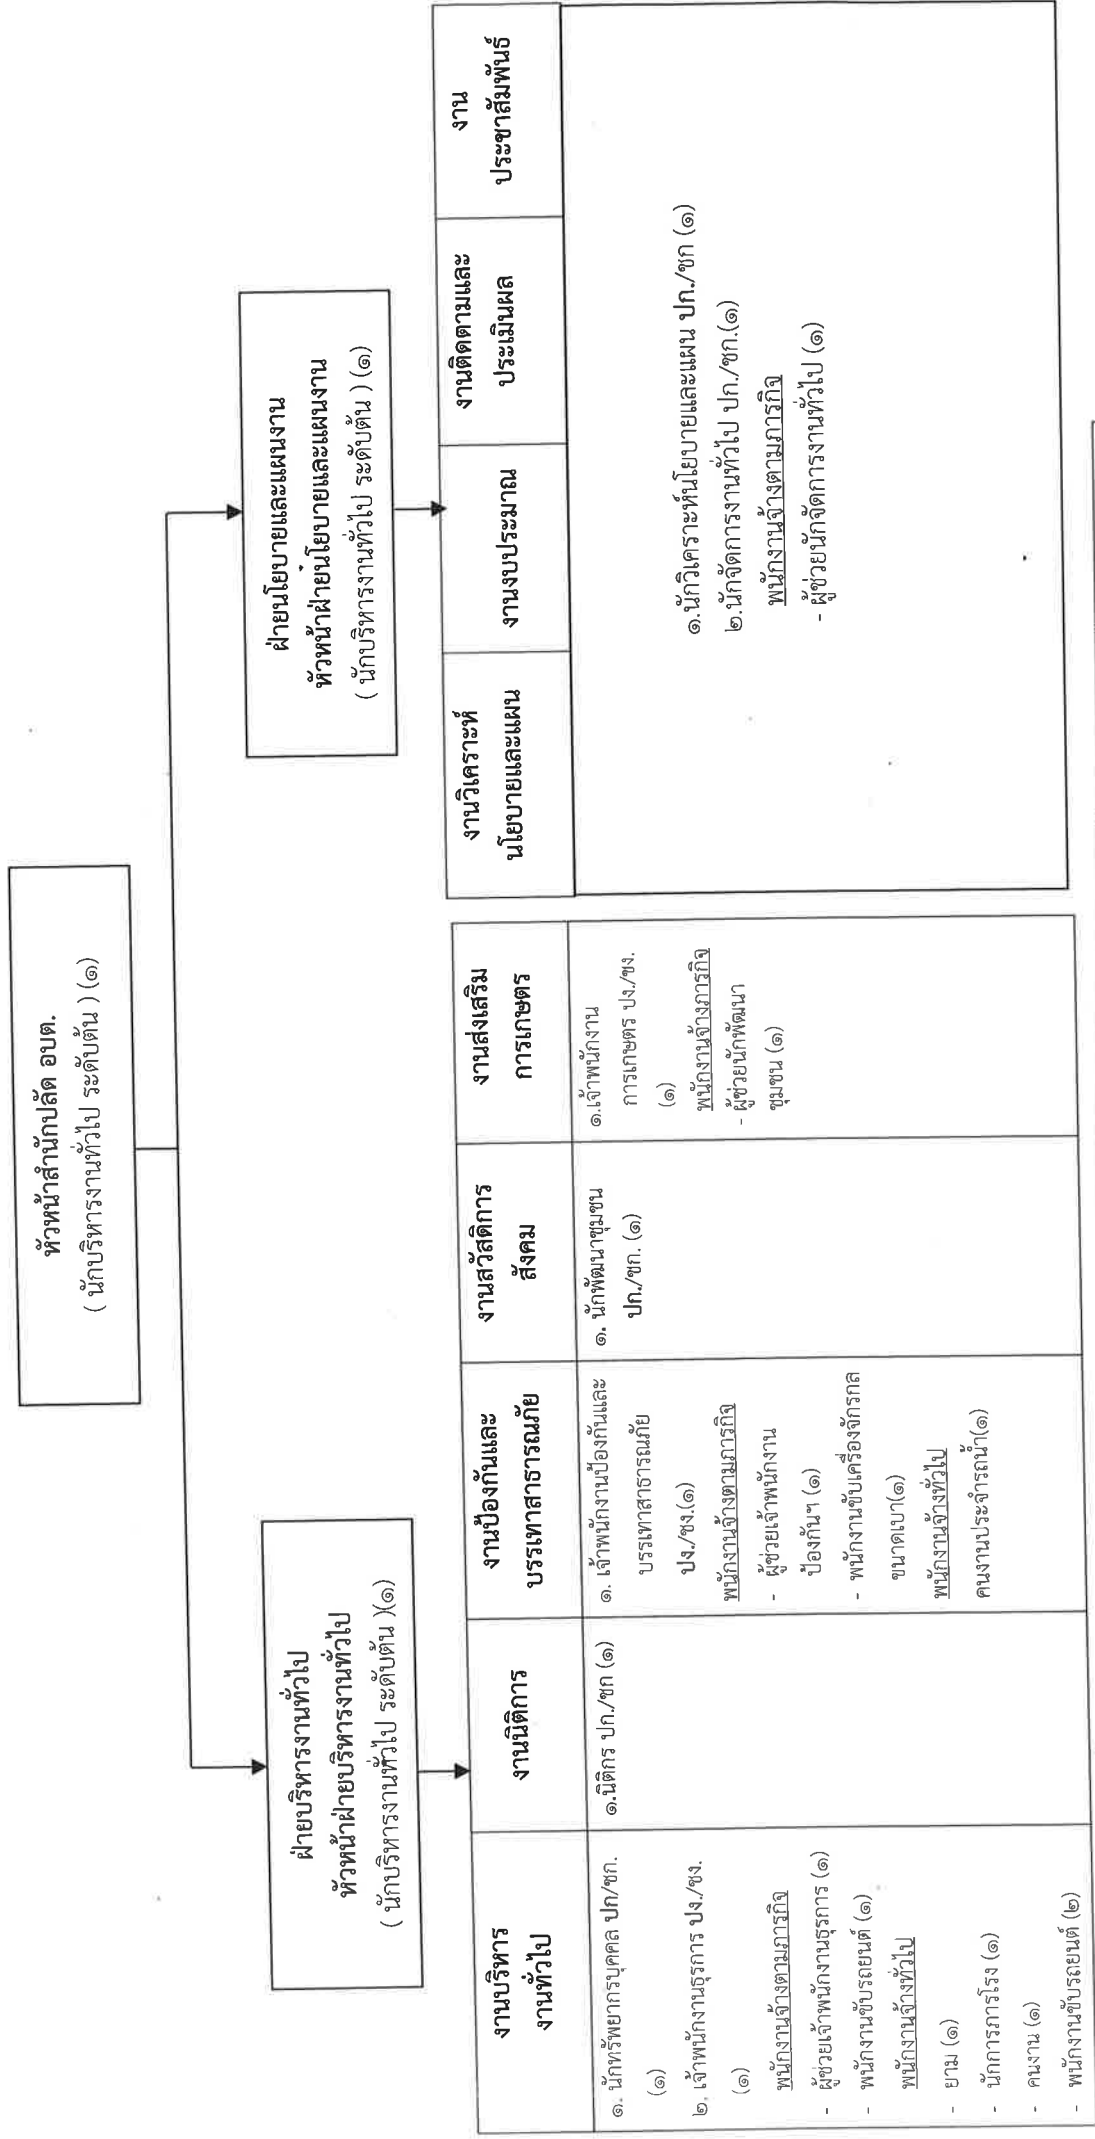 หัวหน้าสำนักปลัด อบต.
( นักบริหารงานทั่วไป ระดับต้น ) (๑)
ฝ่ายบริหารงานทั่วไป
หัวหน้าฝ่ายบริหารงานทั่วไป
( นักบริหารงานทั่วไป ระดับต้น )(๑)
ฝ่ายนโยบายและแผนงาน
หัวหน้าฝ่ายนโยบายและแผนงาน
( นักบริหารงานทั่วไป ระดับต้น ) (๑)
งานบริหาร
งานทั่วไป
งานนิติการ
งานป้องกันและ
บรรเทาสาธารณภัย
งานสวัสดิการ
สังคม
งานส่งเสริม
การเกษตร
๑. นักทรัพยากรบุคคล ปก/ชก.
(๑)
๒. เจ้าพนักงานธุรการ ปง./ชง.
(๑)
พนักงานจ้างตามภารกิจ
- ผู้ช่วยเจ้าพนักงานธุรการ (๑)
- พนักงานขับรถยนต์ (๑)
พนักงานจ้างทั่วไป
- ยาม (๑)
- นักการภารโรง (๑)
- คนงาน (๑)
- พนักงานขับรถยนต์ (๒)
๑.นิติกร ปก./ชก (๑)
๑. เจ้าพนักงานป้องกันและ
บรรเทาสาธารณภัย
ปง./ชง.(๑)
พนักงานจ้างตามภารกิจ
- ผู้ช่วยเจ้าพนักงาน
ป้องกันฯ (๑)
- พนักงานขับเครื่องจักรกล
ขนาดเบา(๑)
พนักงานจ้างทั่วไป
คนงานประจำรถน้ำ(๑)
๑. นักพัฒนาชุมชน
ปก./ชก. (๑)
๑.เจ้าพนักงาน
การเกษตร ปง./ชง.
(๑)
พนักงานจ้างภารกิจ
- ผู้ช่วยนักพัฒนา
ชุมชน (๑)
งานวิเคราะห์
นโยบายและแผน
งานงบประมาณ
งานติดตามและ
ประเมินผล
งาน
ประชาสัมพันธ์
๑.นักวิเคราะห์นโยบายและแผน ปก./ชก (๑)
๒.นักจัดการงานทั่วไป ปก./ชก.(๑)
พนักงานจ้างตามภารกิจ
- ผู้ช่วยนักจัดการงานทั่วไป (๑)